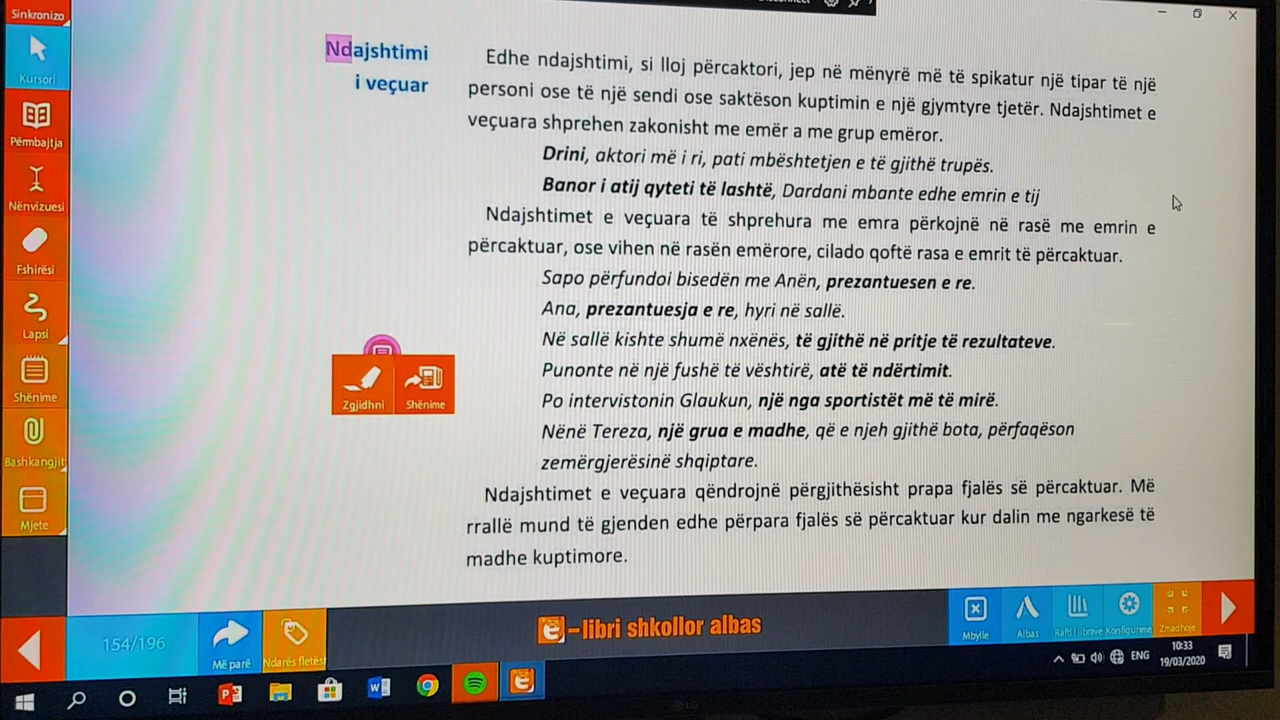 Sinkronizo
Kursori
Përmbajtja
Nënvizuesi
Fshirësi
Lapsi
Shënime
Bashkangjit
Mjete
Ndajshtimi
i veçuar
Edhe ndajshtimi, si lloj përcaktori, jep në mënyrë më të spikatur një tipar të një
personi ose të një sendi ose saktëson kuptimin e një gjymtyre tjetër. Ndajshtimet e
veçuara shprehen zakonisht me emër a me grup emëror.
Drini, aktori më i ri, pati mbështetjen e të gjithë trupës.
Banor i atij qyteti të lashtë, Dardani mbante edhe emrin e tij
Ndajshtimet e veçuara të shprehura me emra përkojnë në rasë me emrin e
përcaktuar, ose vihen në rasën emërore, cilado qoftë rasa e emrit të përcaktuar.
Sapo përfundoi bisedën me Anën, prezantuesen e re.
Ana, prezantuesja e re, hyri në sallë.
Në sallë kishte shumë nxënës, të gjithë në pritje të rezultateve.
Punonte në një fushë të vështirë, atë të ndërtimit.
Po intervistonin Glaukun, një nga sportistët më të mirë.
Nënë Tereza, një grua e madhe, që e njeh gjithë bota, përfaqëson
zemërgjerësinë shqiptare.
Ndajshtimet e veçuara qëndrojnë përgjithësisht prapa fjalës së përcaktuar. Më
rrallë mund të gjenden edhe përpara fjalës së përcaktuar kur dalin me ngarkesë të
madhe kuptimore.
Zgjidhni
Shënime
154/196
Më parë
Ndarës fletësh
e-libri shkollor albas
Mbylle
Albas
Rafti i librave
Konfigurime
Zmadhoje
ENG
10:33
19/03/2020
LG